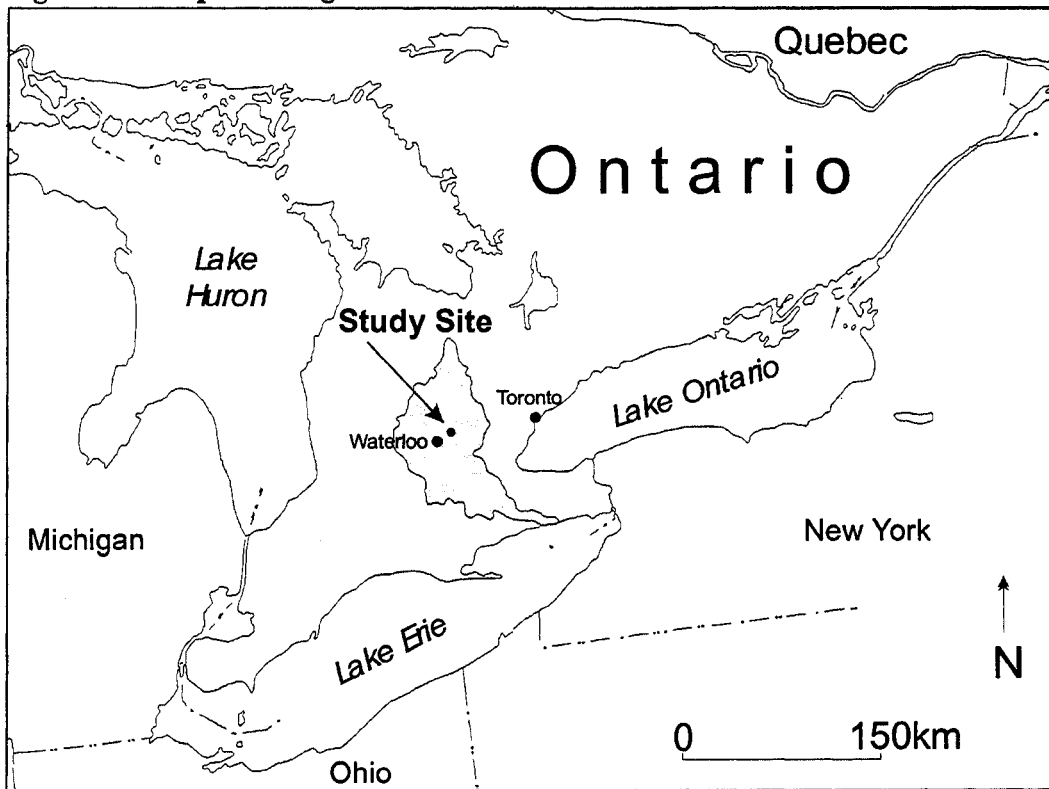 Quebec
Ontario
Lake
Huron
Study Site
Toronto
Lake Ontario
Waterloo
Michigan
New York
Lake Erie
N
0 150km
Ohio